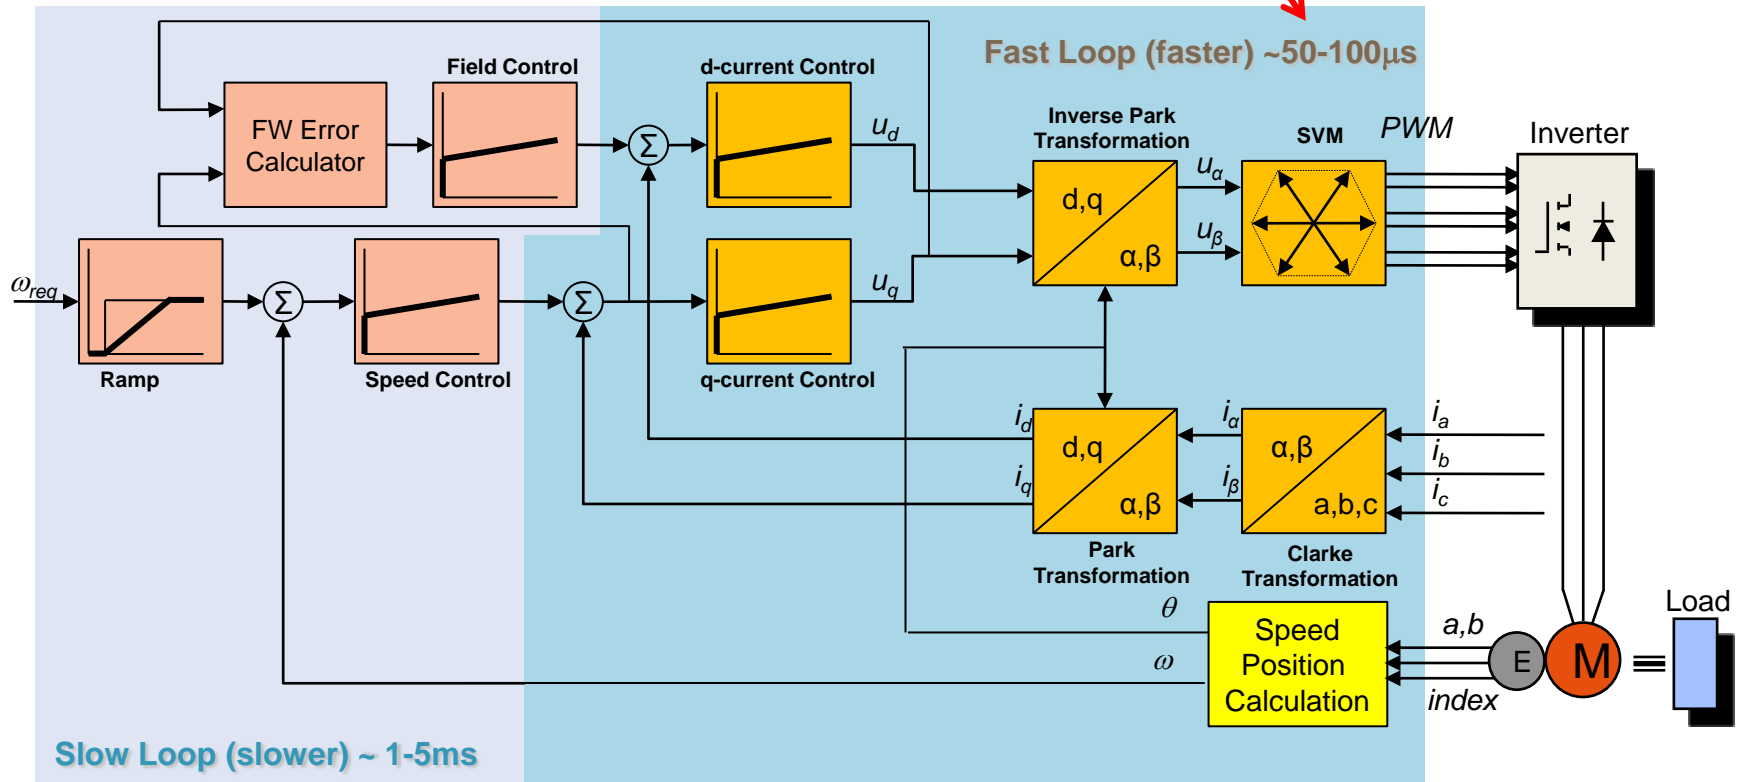 Fast Loop (faster) ~50-100μs
Field Control
d-current Control
FW Error
Calculator
Σ
u_d
Inverse Park
Transformation
d,q
α,β
u_α
u_β
SVM
PWM
Inverter
ω_req
Ramp
Σ
Speed Control
Σ
q-current Control
u_q
i_d
i_q
d,q
α,β
Park
Transformation
i_α
i_β
α,β
a,b,c
Clarke
Transformation
i_a
i_b
i_c
θ
ω
Speed
Position
Calculation
a,b
index
E
M
Load
Slow Loop (slower) ~ 1-5ms